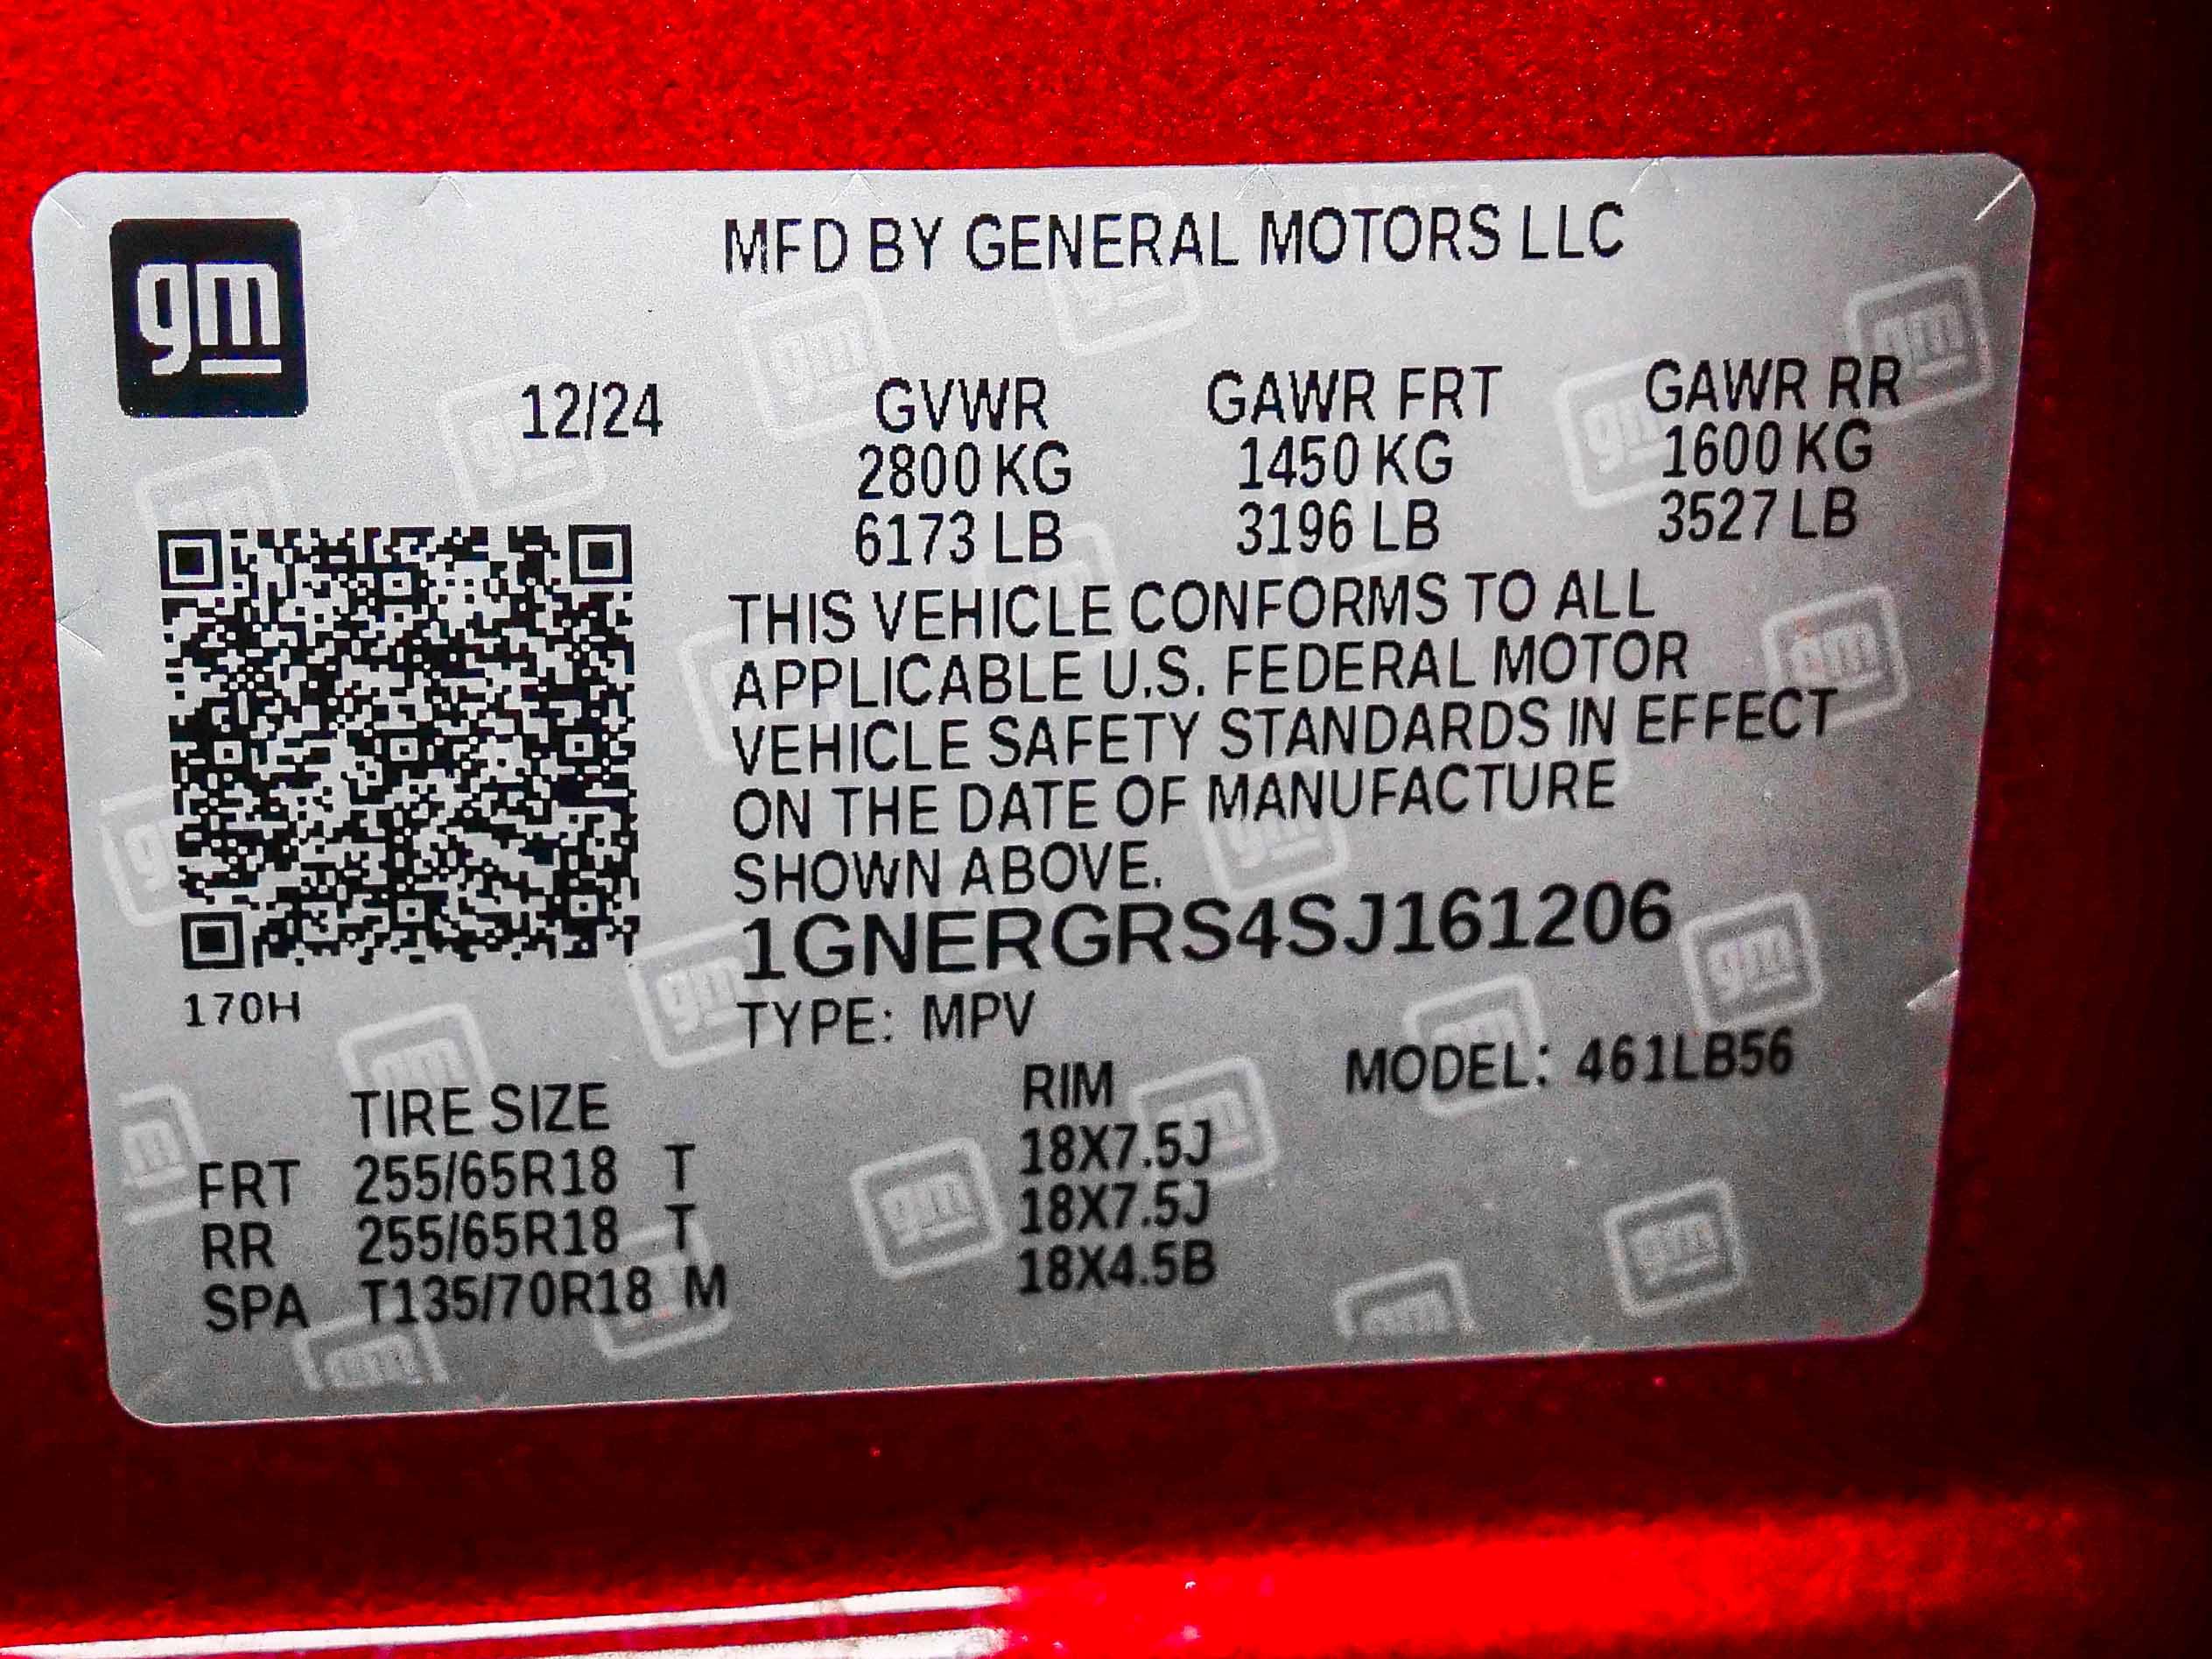 gm
MFD BY GENERAL MOTORS LLC
12/24 GVWR GAWR FRT GAWR RR
2800 KG 1450 KG 1600 KG
6173 LB 3196 LB 3527 LB
THIS VEHICLE CONFORMS TO ALL
APPLICABLE U.S. FEDERAL MOTOR
VEHICLE SAFETY STANDARDS IN EFFECT
ON THE DATE OF MANUFACTURE
SHOWN ABOVE.
1GNERGRS4SJ161206
170H
TYPE: MPV
MODEL: 461LB56
TIRE SIZE RIM
FRT 255/65R18 T 18X7.5J
RR 255/65R18 T 18X7.5J
SPA T135/70R18 M 18X4.5B